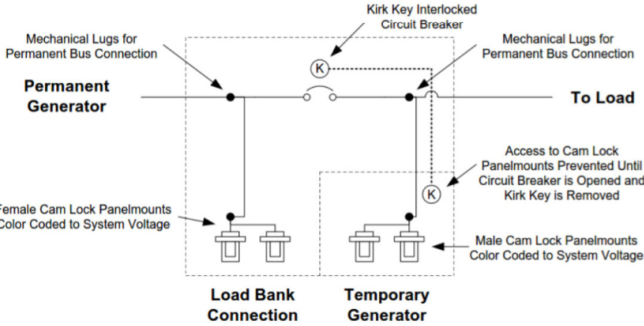 Kirk Key Interlocked
Circuit Breaker
Mechanical Lugs for
Permanent Bus Connection
Mechanical Lugs for
Permanent Bus Connection
K
Permanent
Generator
To Load
Access to Cam Lock
Panelmounts Prevented Until
Circuit Breaker is Opened and
Kirk Key is Removed
K
Female Cam Lock Panelmounts
Color Coded to System Voltage
Male Cam Lock Panelmounts
Color Coded to System Voltage
Load Bank
Connection
Temporary
Generator